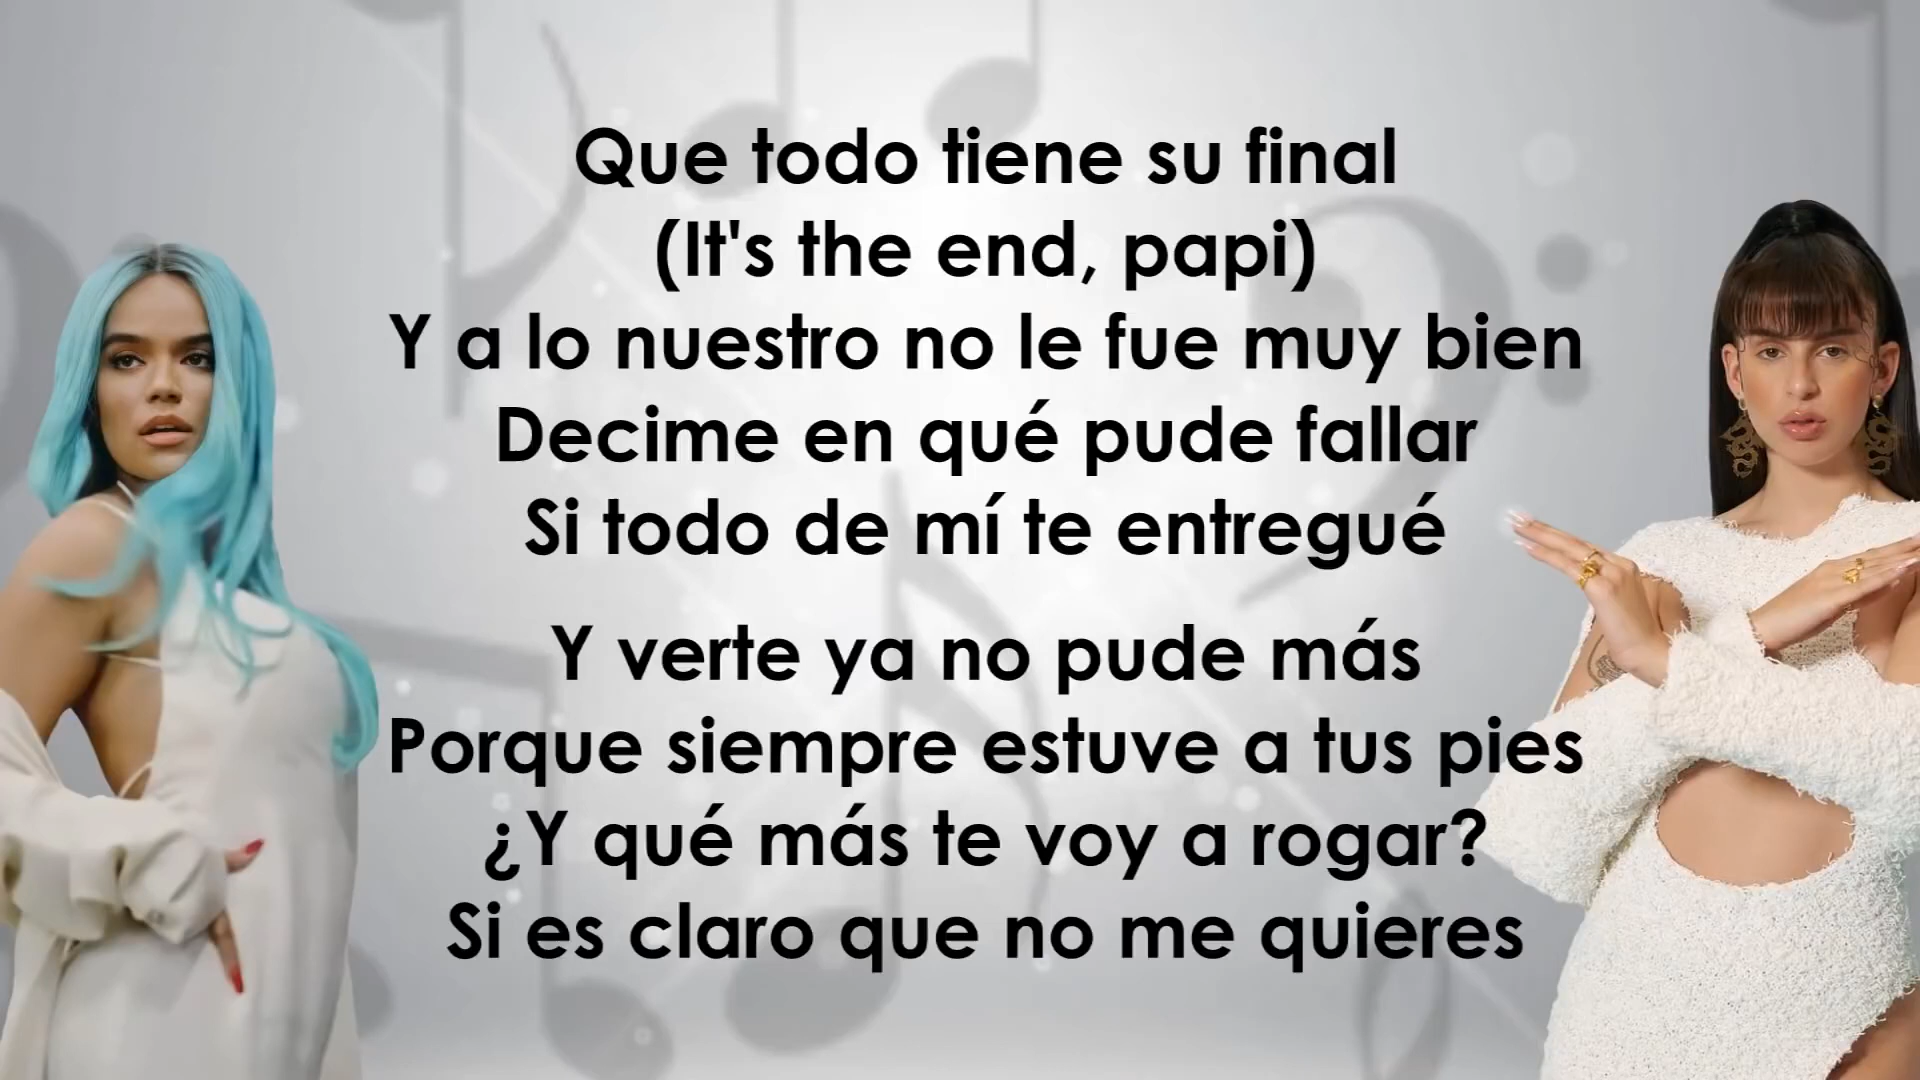 Que todo tiene su final
(It's the end, papi)
Y a lo nuestro no le fue muy bien
Decime en qué pude fallar
Si todo de mí te entregué
Y verte ya no pude más
Porque siempre estuve a tus pies
¿Y qué más te voy a rogar?
Si es claro que no me quieres